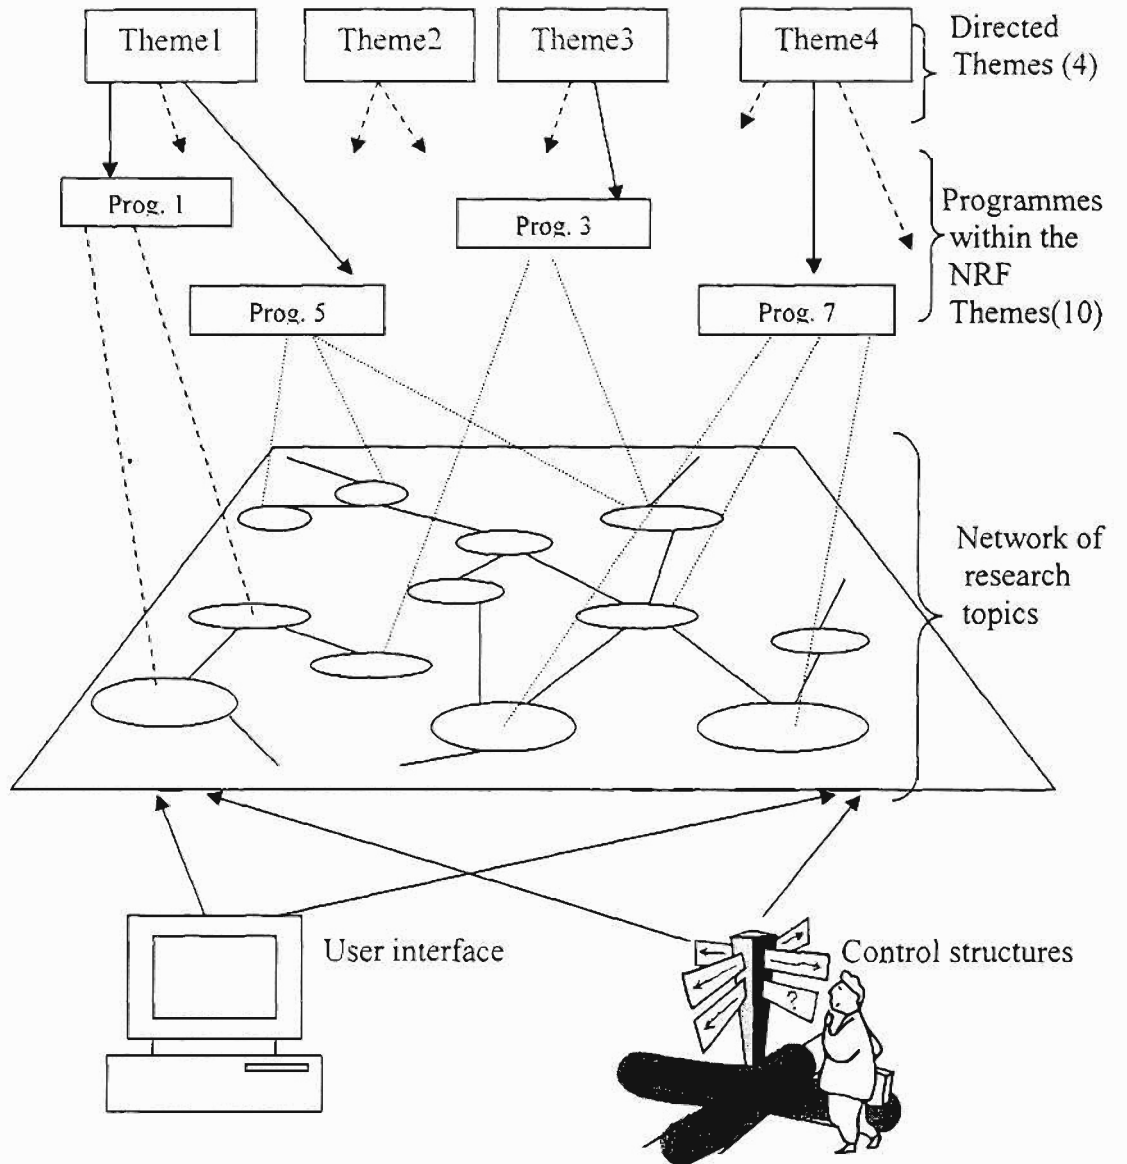 Theme1
Theme2
Theme3
Theme4
Directed
Themes (4)
Prog. 1
Prog. 3
Prog. 5
Prog. 7
Programmes
within the
NRF
Themes(10)
Network of
research
topics
User interface
Control structures
?